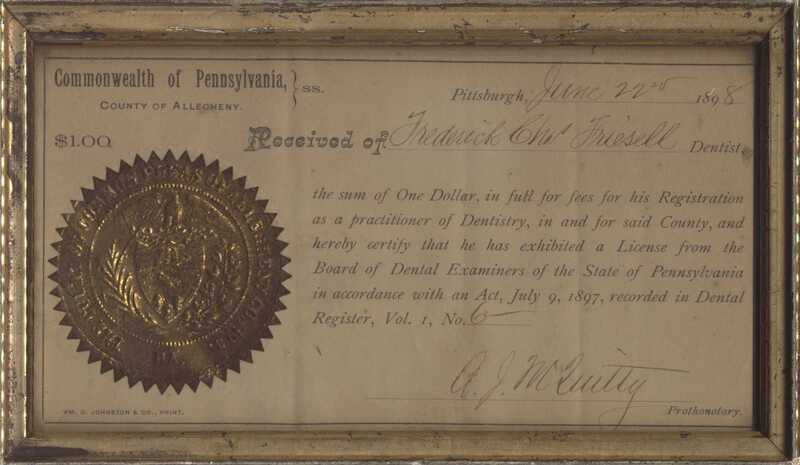 Commonwealth of Pennsylvania, } ss.
County of Allegheny.
Pittsburgh, June 22nd 1898
$1.00
Received of Frederick Chas Friesell Dentist,
the sum of One Dollar, in full for fees for his Registration
as a practitioner of Dentistry, in and for said County, and
hereby certify that he has exhibited a License from the
Board of Dental Examiners of the State of Pennsylvania
in accordance with an Act, July 9, 1897, recorded in Dental
Register, Vol. 1, No. 6
A. J. McQuitty
Prothonotary.
WM. G. JOHNSTON & CO., PRINT.